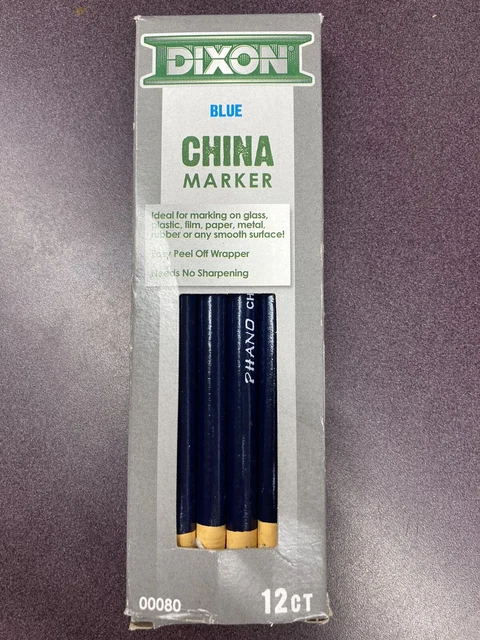 DIXON
BLUE
CHINA
MARKER
Ideal for marking on glass,
plastic, film, paper, metal,
rubber or any smooth surface!
Easy Peel Off Wrapper
Needs No Sharpening
PHANO CH
00080
12CT